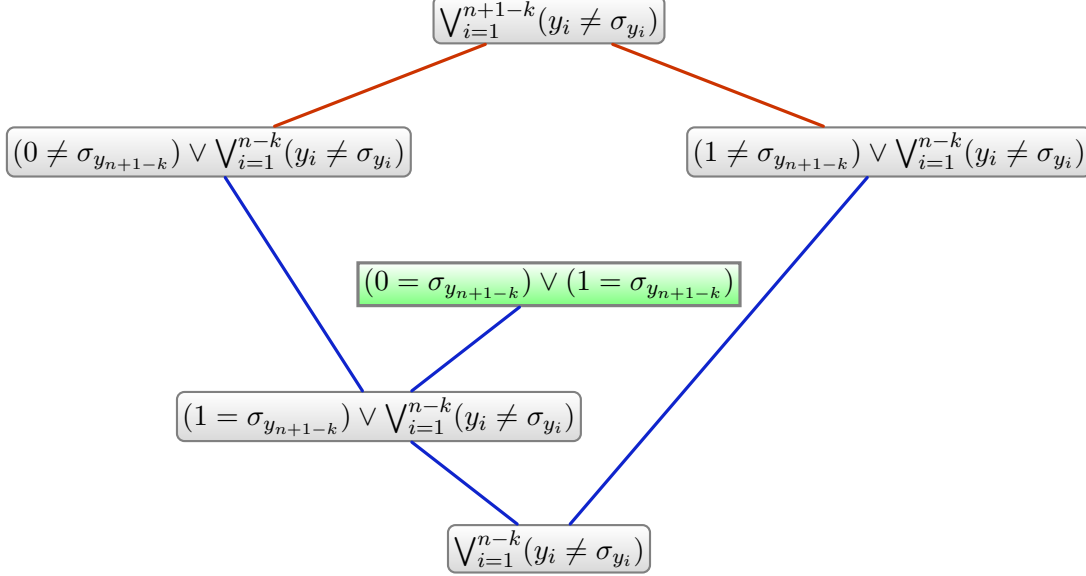 $\bigvee_{i=1}^{n+1-k}(y_i \neq \sigma_{y_i})$
$(0 \neq \sigma_{y_{n+1-k}}) \vee \bigvee_{i=1}^{n-k}(y_i \neq \sigma_{y_i})$
$(1 \neq \sigma_{y_{n+1-k}}) \vee \bigvee_{i=1}^{n-k}(y_i \neq \sigma_{y_i})$
$(0 = \sigma_{y_{n+1-k}}) \vee (1 = \sigma_{y_{n+1-k}})$
$(1 = \sigma_{y_{n+1-k}}) \vee \bigvee_{i=1}^{n-k}(y_i \neq \sigma_{y_i})$
$\bigvee_{i=1}^{n-k}(y_i \neq \sigma_{y_i})$